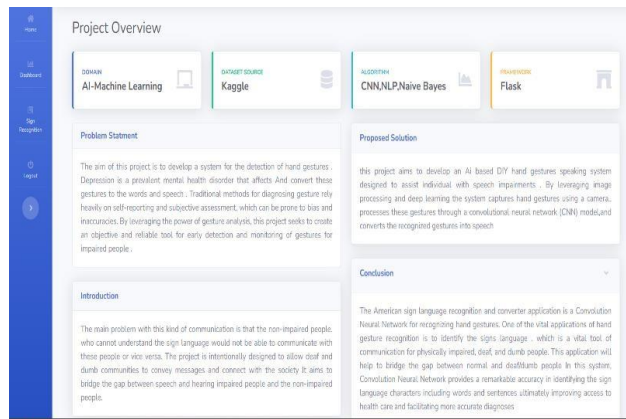 Home
Project Overview
Dashboard
DOMAIN
AI-Machine Learning
DATASET SOURCE
Kaggle
ALGORITHM
CNN,NLP,Naive Bayes
FRAMEWORK
Flask
Sign
Recognition
Logout
Problem Statment
The aim of this project is to develop a system for the detection of hand gestures .
Depression is a prevalent mental health disorder that affects And convert these
gestures to the words and speech . Traditional methods for diagnosing gesture rely
heavily on self-reporting and subjective assessment, which can be prone to bias and
inaccuracies. By leveraging the power of gesture analysis, this project seeks to create
an objective and reliable tool for early detection and monitoring of gestures for
impaired people .
Proposed Solution
this project aims to develop an Ai based DIY hand gestures speaking system
designed to assist individual with speech impairments . By leveraging image
processing and deep learning the system captures hand gestures using a camera,
processes these gestures through a convolutional neural network (CNN) model,and
converts the recognized gestures into speech
Introduction
The main problem with this kind of communication is that the non-impaired people,
who cannot understand the sign language would not be able to communicate with
these people or vice versa. The project is intentionally designed to allow deaf and
dumb communities to convey messages and connect with the society It aims to
bridge the gap between speech and hearing impaired people and the non-impaired
people.
Conclusion
The American sign language recognition and converter application is a Convolution
Neural Network for recognizing hand gestures. One of the vital applications of hand
gesture recognition is to identify the signs language . which is a vital tool of
communication for physically impaired, deaf, and dumb people. This application will
help to bridge the gap between normal and deaf/dumb people In this system,
Convolution Neural Network provides a remarkable accuracy in identifying the sign
language characters including words and sentences ultimately improving access to
health care and facilitating more accurate diagnoses